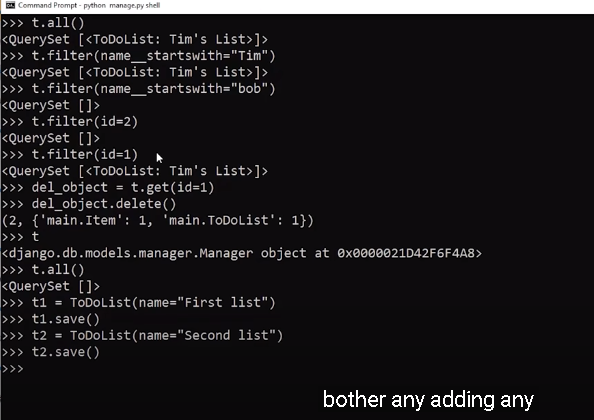 Command Prompt - python manage.py shell
>>> t.all()
<QuerySet [<ToDoList: Tim's List>]>
>>> t.filter(name__startswith="Tim")
<QuerySet [<ToDoList: Tim's List>]>
>>> t.filter(name__startswith="bob")
<QuerySet []>
>>> t.filter(id=2)
<QuerySet []>
>>> t.filter(id=1)
<QuerySet [<ToDoList: Tim's List>]>
>>> del_object = t.get(id=1)
>>> del_object.delete()
(2, {'main.Item': 1, 'main.ToDoList': 1})
>>> t
<django.db.models.manager.Manager object at 0x0000021D42F6F4A8>
>>> t.all()
<QuerySet []>
>>> t1 = ToDoList(name="First list")
>>> t1.save()
>>> t2 = ToDoList(name="Second list")
>>> t2.save()
>>>
bother any adding any